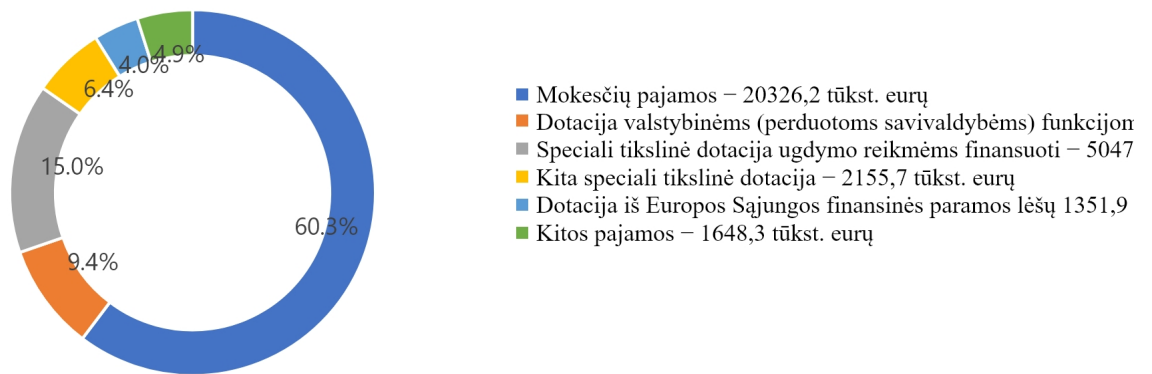 4.9%
4.0%
6.4%
15.0%
60.3%
9.4%
Mokesčių pajamos − 20326,2 tūkst. eurų
Dotacija valstybinėms (perduotoms savivaldybėms)
Speciali tikslinė dotacija ugdymo reikmėms finansuoti − 5047
Kita speciali tikslinė dotacija − 2155,7 tūkst. eurų
Dotacija iš Europos Sąjungos finansinės paramos lėšų 1351,9
Kitos pajamos − 1648,3 tūkst. eurų